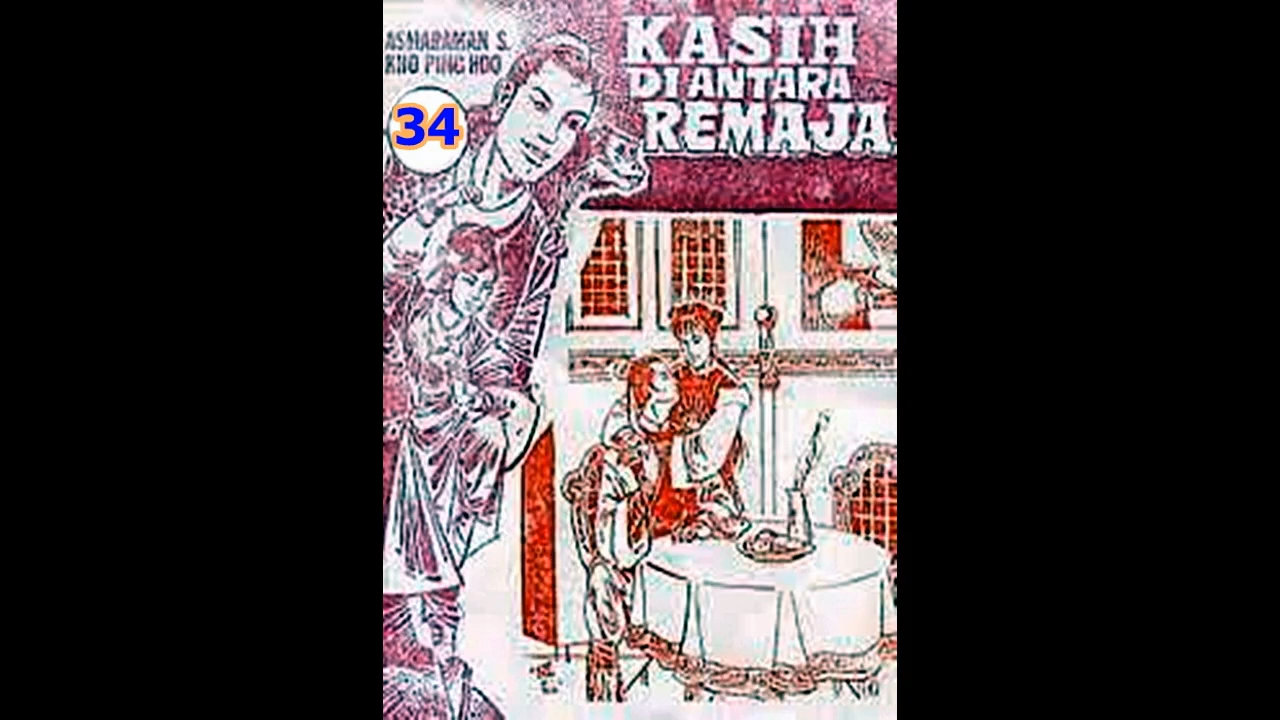 ASMARAMAN S.
KHO PING HOO
34
KASIH
DI ANTARA
REMAJA